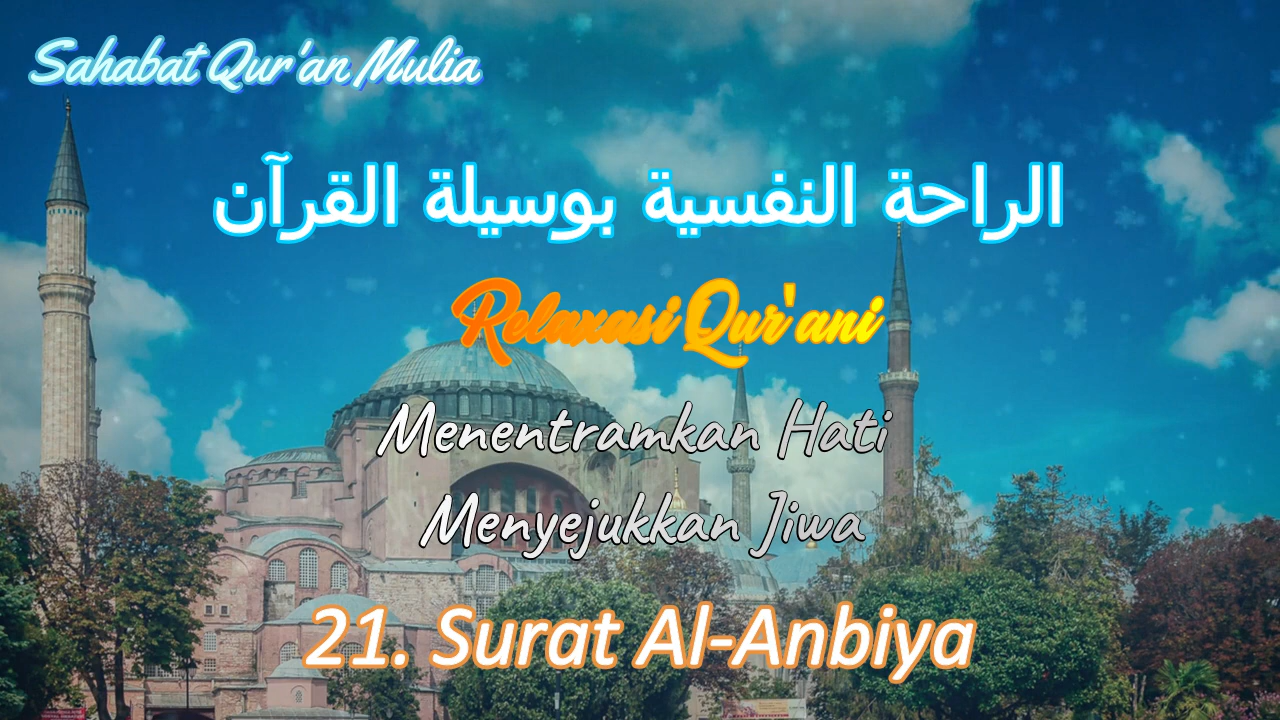 Sahabat Qur'an Mulia
الراحة النفسية بوسيلة القرآن
Relaxasi Qur'ani
Menentramkan Hati
Menyejukkan Jiwa
21. Surat Al-Anbiya